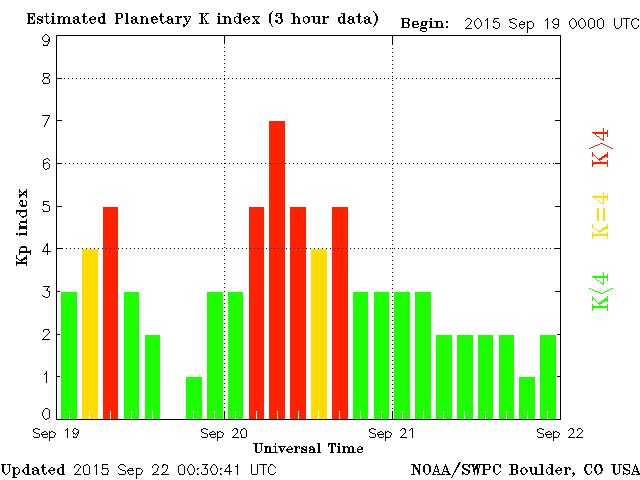 Estimated Planetary K index (3 hour data)
Begin: 2015 Sep 19 0000 UTC
9
8
7
6
5
4
3
2
1
0
Kp index
K>4
K=4
K<4
Sep 19
Sep 20
Sep 21
Sep 22
Universal Time
Updated 2015 Sep 22 00:30:41 UTC
NOAA/SWPC Boulder, CO USA